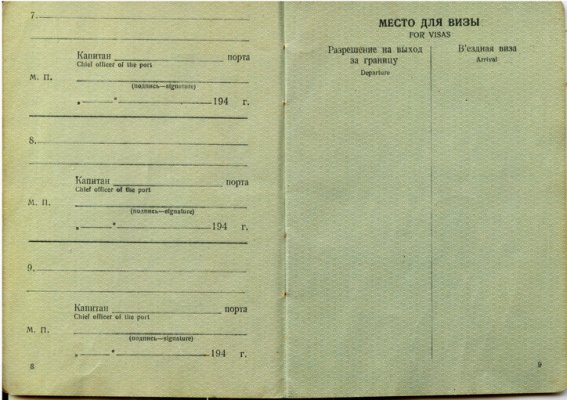 7.
Капитан порта
Chief officer of the port
М. П.
(подпись—signature)
„ — “ 194 г.
8.
Капитан порта
Chief officer of the port
М. П.
(подпись—signature)
„ — “ 194 г.
9.
Капитан порта
Chief officer of the port
М. П.
(подпись—signature)
„ — “ 194 г.
8
МЕСТО ДЛЯ ВИЗЫ
FOR VISAS
Разрешение на выход
за границу
Departure
В'ездная виза
Arrival
9